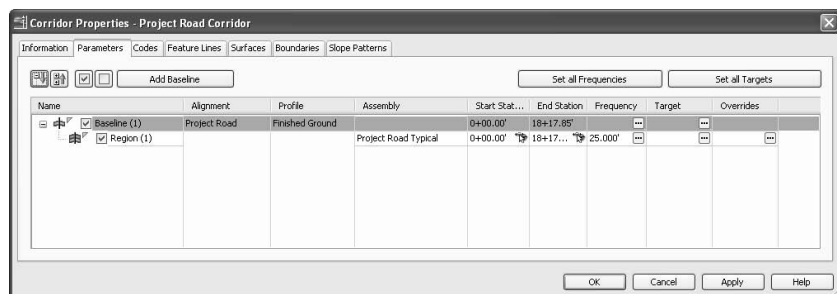 Corridor Properties - Project Road Corridor
Information Parameters Codes Feature Lines Surfaces Boundaries Slope Patterns
Add Baseline Set all Frequencies Set all Targets
Name Alignment Profile Assembly Start Stat... End Station Frequency Target Overrides
Baseline (1) Project Road Finished Ground 0+00.00' 18+17.85' ... ...
Region (1) Project Road Typical 0+00.00' 18+17... 25.000' ... ... ...
OK Cancel Apply Help